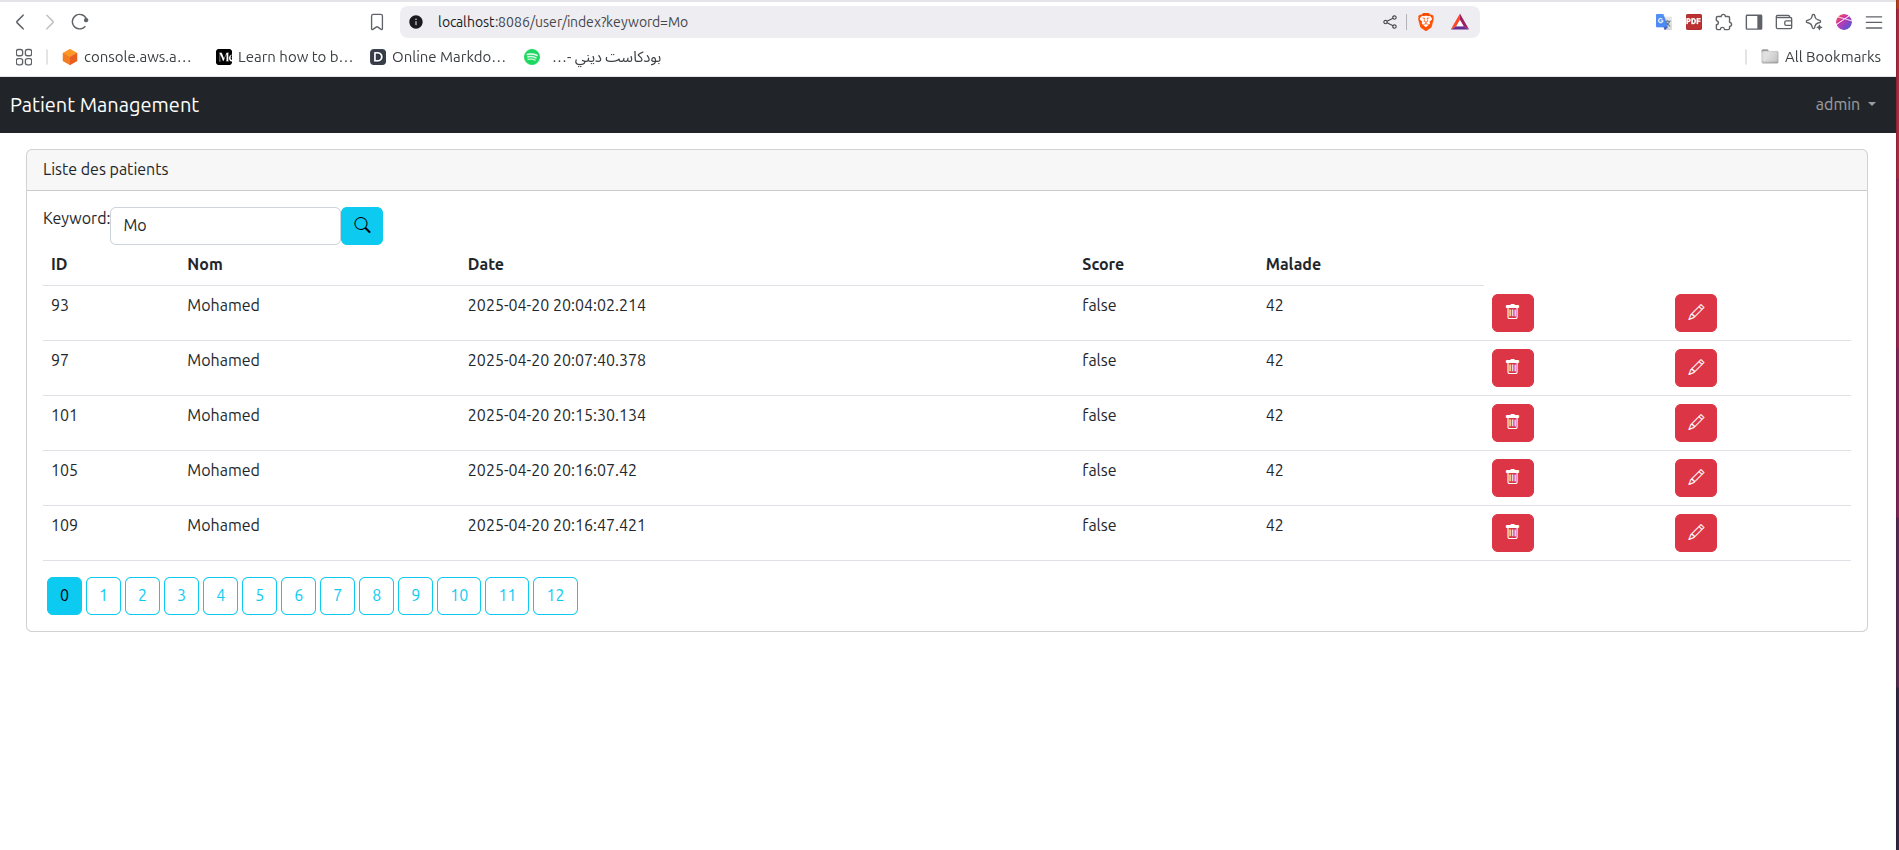 localhost:8086/user/index?keyword=Mo
PDF
console.aws.a...
Learn how to b...
Online Markdo...
بودكاست ديني -...
All Bookmarks
Patient Management
admin
Liste des patients
Keyword: Mo
ID Nom Date Score Malade
93 Mohamed 2025-04-20 20:04:02.214 false 42
97 Mohamed 2025-04-20 20:07:40.378 false 42
101 Mohamed 2025-04-20 20:15:30.134 false 42
105 Mohamed 2025-04-20 20:16:07.42 false 42
109 Mohamed 2025-04-20 20:16:47.421 false 42
0 1 2 3 4 5 6 7 8 9 10 11 12